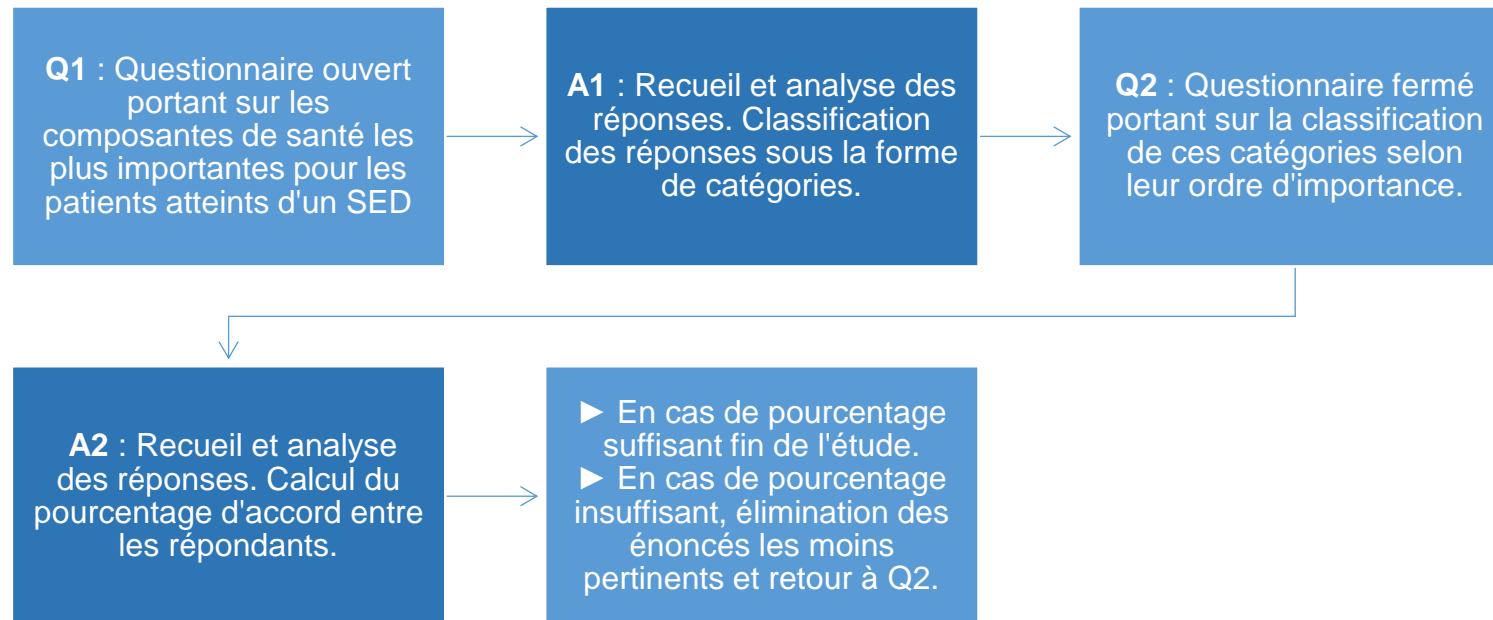 Q1 : Questionnaire ouvert
portant sur les
composantes de santé les
plus importantes pour les
patients atteints d'un SED
A1 : Recueil et analyse des
réponses. Classification
des réponses sous la forme
de catégories.
Q2 : Questionnaire fermé
portant sur la classification
de ces catégories selon
leur ordre d'importance.
A2 : Recueil et analyse
des réponses. Calcul du
pourcentage d'accord entre
les répondants.
► En cas de pourcentage
suffisant fin de l'étude.
► En cas de pourcentage
insuffisant, élimination des
énoncés les moins
pertinents et retour à Q2.